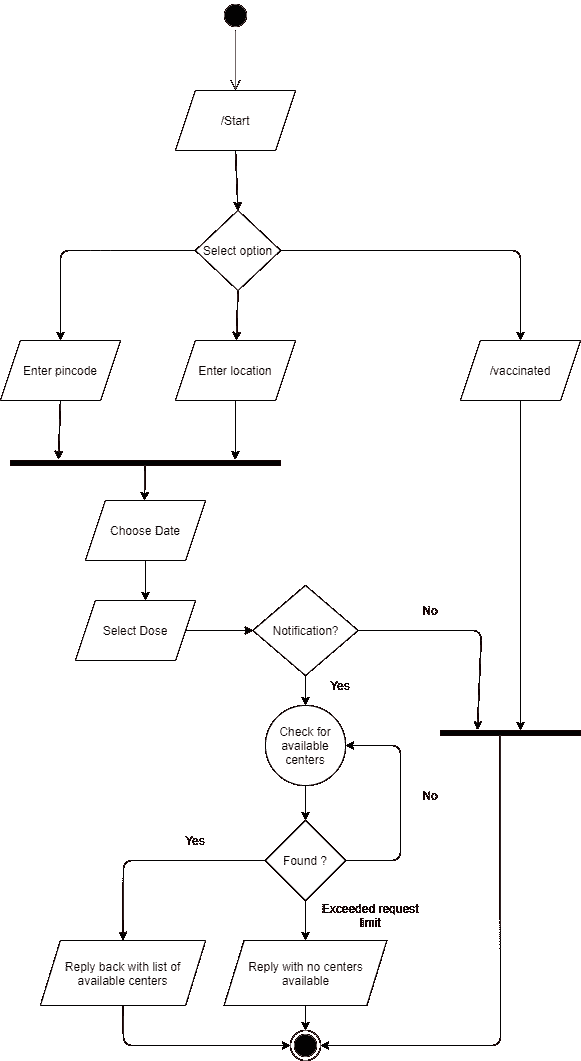 /Start
Select option
Enter pincode
Enter location
/vaccinated
Choose Date
Select Dose
Notification?
No
Yes
Check for
available
centers
No
Yes
Found ?
Exceeded request
limit
Reply back with list of
available centers
Reply with no centers
available